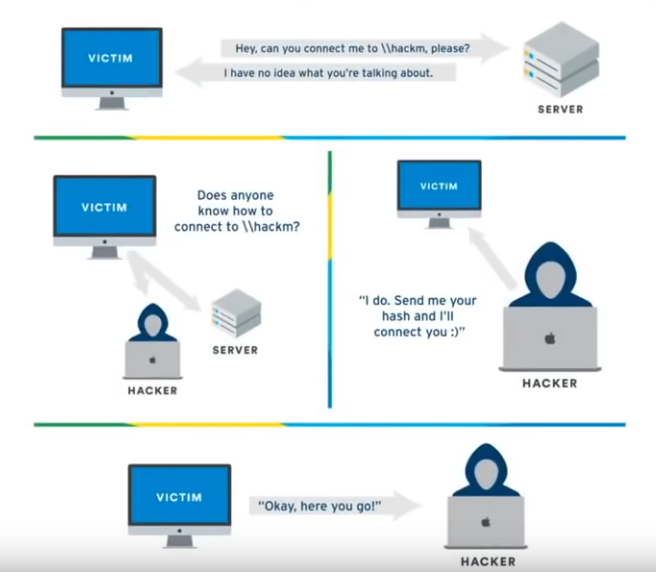 VICTIM
Hey, can you connect me to \\hackm, please?
I have no idea what you're talking about.
SERVER
VICTIM
Does anyone
know how to
connect to \\hackm?
SERVER
HACKER
VICTIM
"I do. Send me your
hash and I'll
connect you :)"
HACKER
VICTIM
"Okay, here you go!"
HACKER